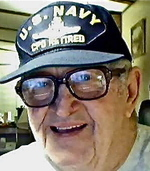 U.S. NAVY
CPO RETIRED